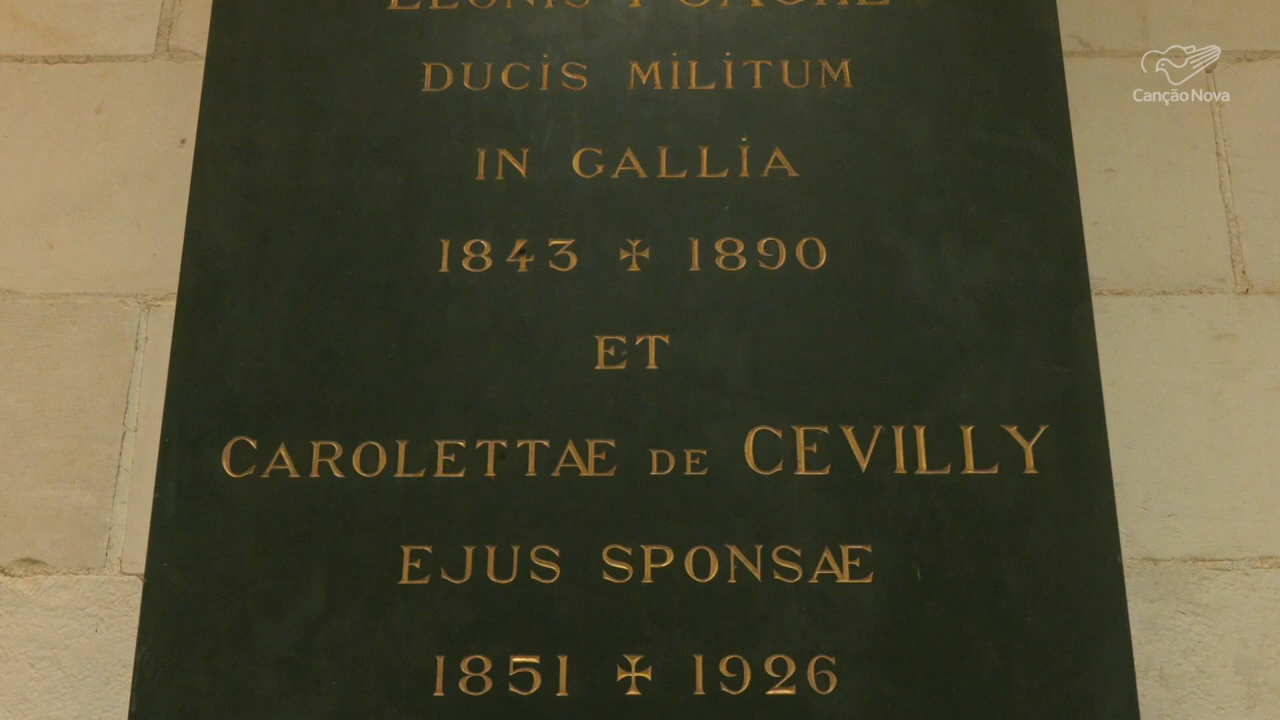 DUCIS MILITUM
IN GALLIA
1843 ✠ 1890
ET
CAROLETTAE DE CEVILLY
EJUS SPONSAE
1851 ✠ 1926
Canção Nova